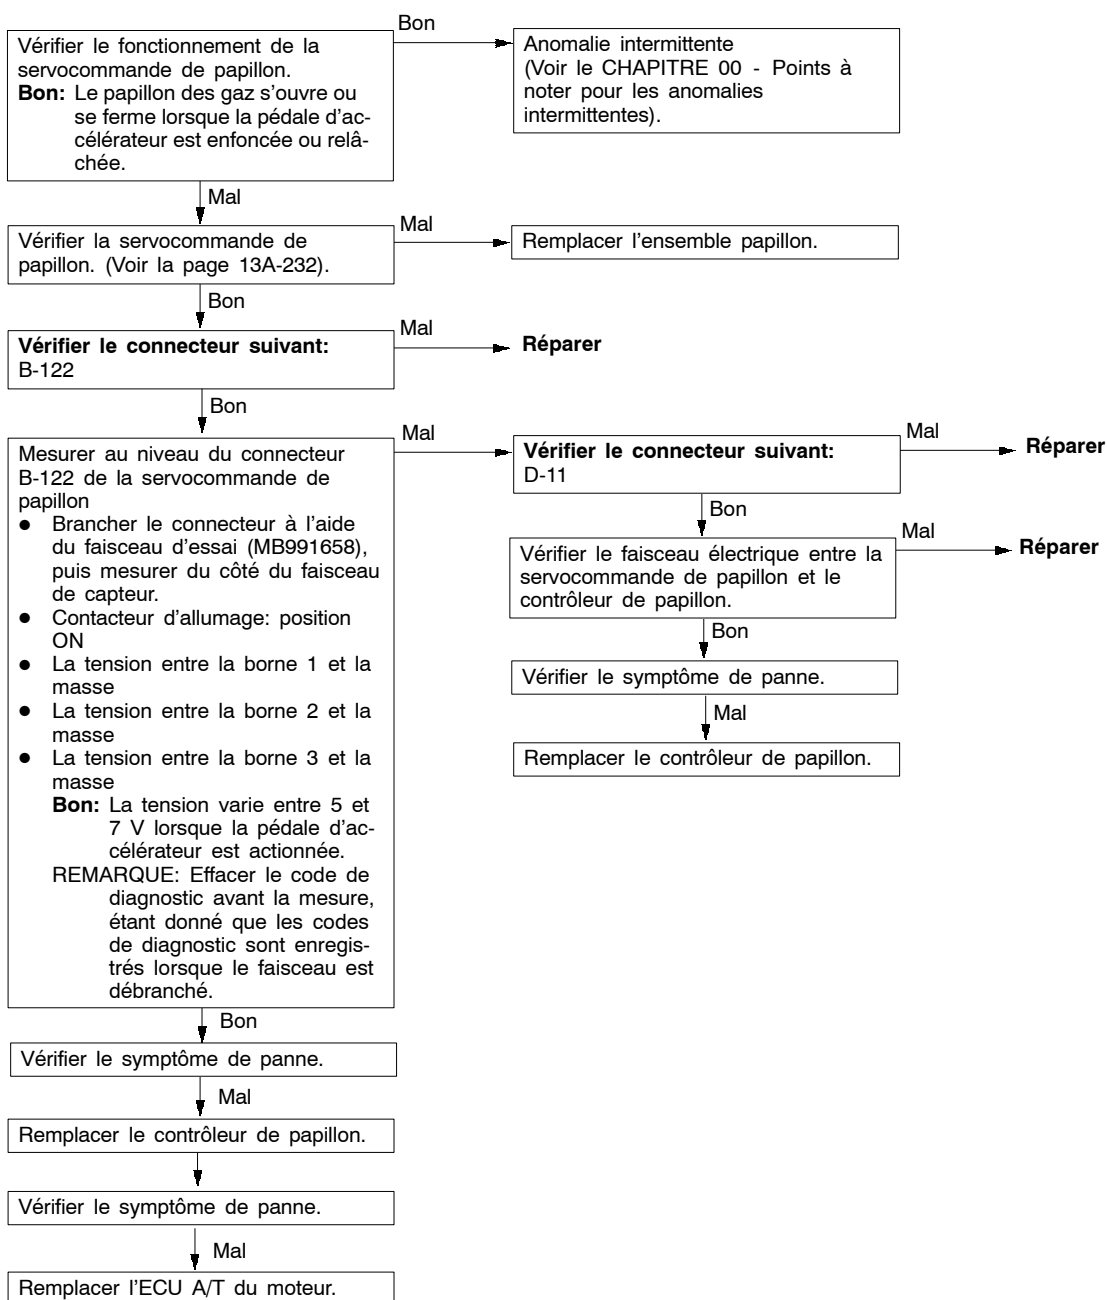 Vérifier le fonctionnement de la
servocommande de papillon.
Bon: Le papillon des gaz s'ouvre ou
se ferme lorsque la pédale d'ac-
célérateur est enfoncée ou relâ-
chée.
Bon
Anomalie intermittente
(Voir le CHAPITRE 00 - Points à
noter pour les anomalies
intermittentes).
Mal
Vérifier la servocommande de
papillon. (Voir la page 13A-232).
Mal
Remplacer l'ensemble papillon.
Bon
Vérifier le connecteur suivant:
B-122
Mal
Réparer
Bon
Mesurer au niveau du connecteur
B-122 de la servocommande de
papillon
● Brancher le connecteur à l'aide
du faisceau d'essai (MB991658),
puis mesurer du côté du faisceau
de capteur.
● Contacteur d'allumage: position
ON
● La tension entre la borne 1 et la
masse
● La tension entre la borne 2 et la
masse
● La tension entre la borne 3 et la
masse
Bon: La tension varie entre 5 et
7 V lorsque la pédale d'ac-
célérateur est actionnée.
REMARQUE: Effacer le code de
diagnostic avant la mesure,
étant donné que les codes
de diagnostic sont enregis-
trés lorsque le faisceau est
débranché.
Mal
Vérifier le connecteur suivant:
D-11
Mal
Réparer
Bon
Vérifier le faisceau électrique entre la
servocommande de papillon et le
contrôleur de papillon.
Mal
Réparer
Bon
Vérifier le symptôme de panne.
Mal
Remplacer le contrôleur de papillon.
Bon
Vérifier le symptôme de panne.
Mal
Remplacer le contrôleur de papillon.
Vérifier le symptôme de panne.
Mal
Remplacer l'ECU A/T du moteur.